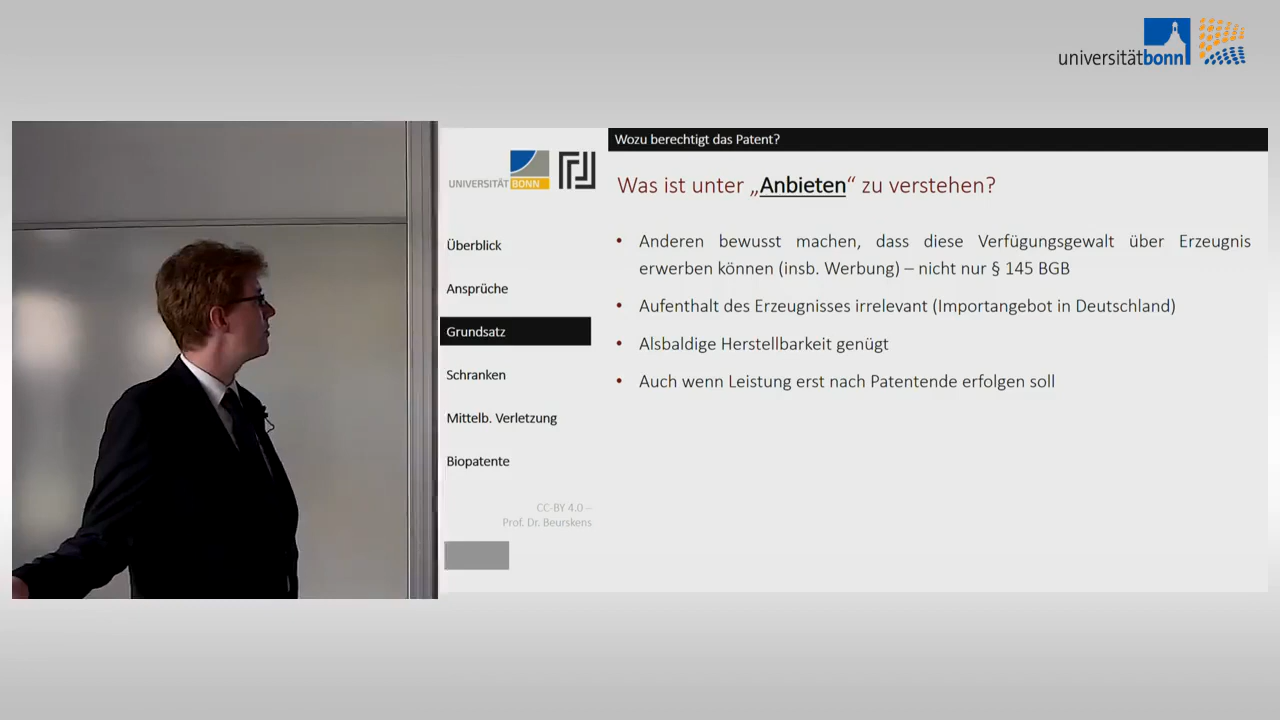 universitätbonn
Wozu berechtigt das Patent?
UNIVERSITÄT BONN
Was ist unter „Anbieten“ zu verstehen?
Überblick
Ansprüche
Grundsatz
Schranken
Mittelb. Verletzung
Biopatente
• Anderen bewusst machen, dass diese Verfügungsgewalt über Erzeugnis
erwerben können (insb. Werbung) – nicht nur § 145 BGB
• Aufenthalt des Erzeugnisses irrelevant (Importangebot in Deutschland)
• Alsbaldige Herstellbarkeit genügt
• Auch wenn Leistung erst nach Patentende erfolgen soll
CC-BY 4.0 –
Prof. Dr. Beurskens